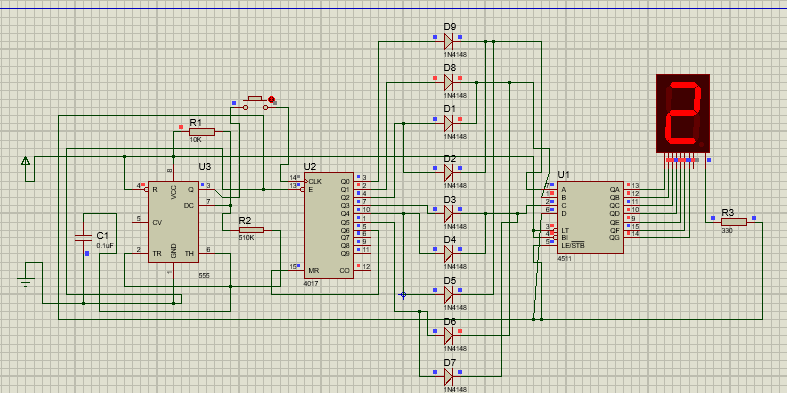 D9
1N4148
D8
1N4148
D1
1N4148
D2
1N4148
D3
1N4148
D4
1N4148
D5
1N4148
D6
1N4148
D7
1N4148
R1
10K
U3
4 R
VCC 8
Q 3
DC 7
5 CV
GND 1
2 TR
TH 6
555
C1
0.1uF
R2
510K
U2
14 CLK
13 E
15 MR
Q0 3
Q1 2
Q2 4
Q3 7
Q4 10
Q5 1
Q6 5
Q7 6
Q8 9
Q9 11
CO 12
4017
U1
7 A
1 B
2 C
6 D
3 LT
4 BI
5 LE/STB
QA 13
QB 12
QC 11
QD 10
QE 9
QF 15
QG 14
4511
2
R3
330